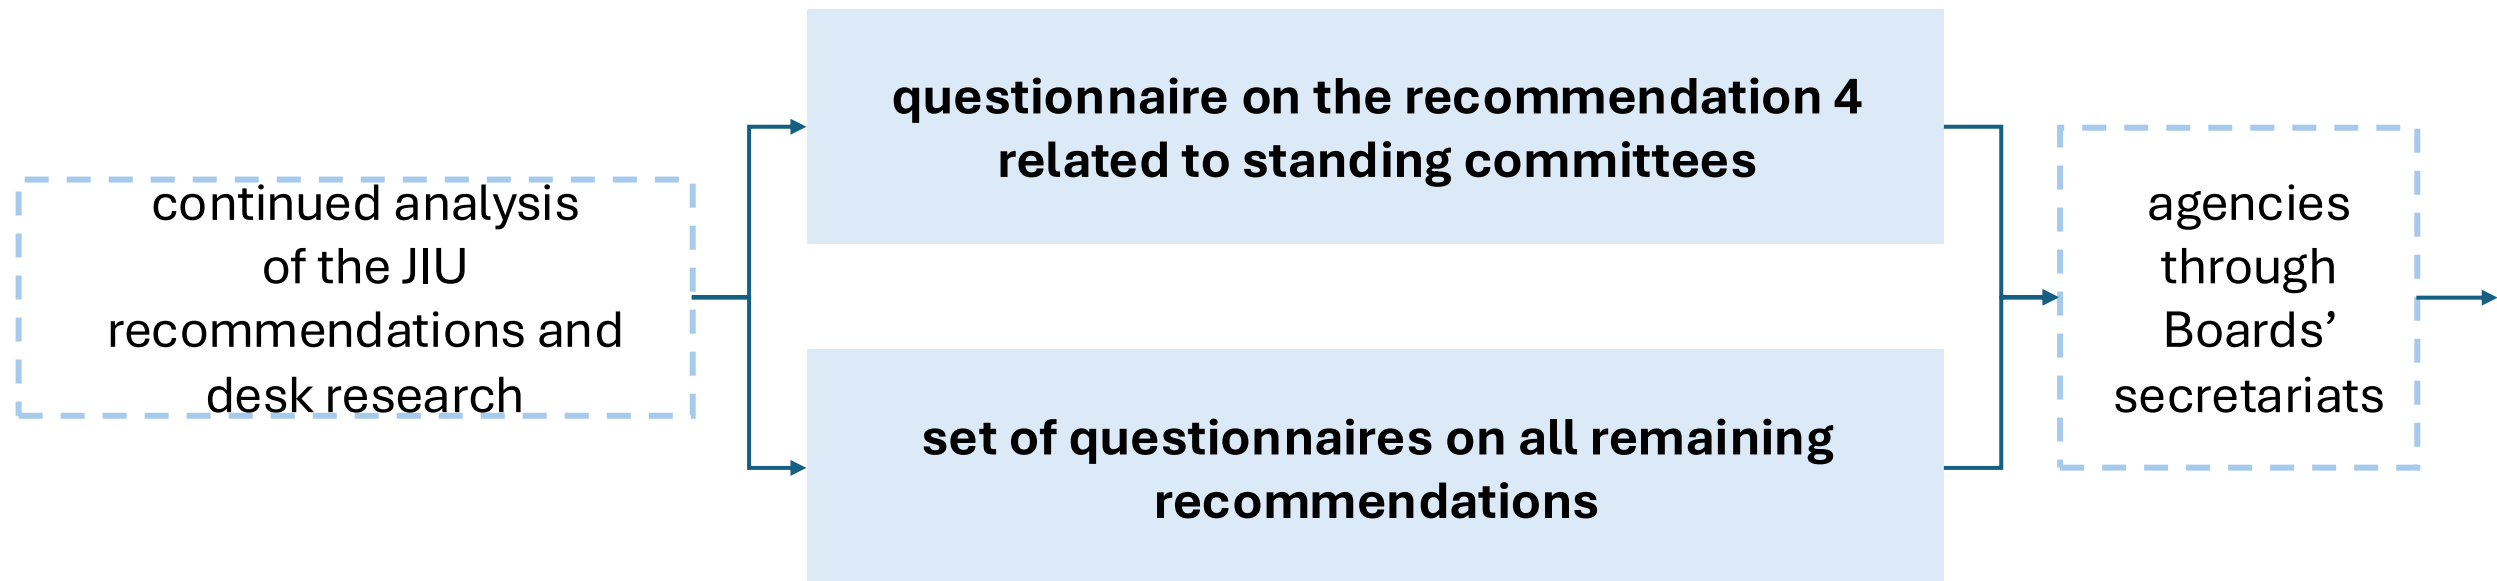 continued analysis
of the JIU
recommendations and
desk research
questionnaire on the recommendation 4
related to standing committees
set of questionnaires on all remaining
recommendations
agencies
through
Boards’
secretariats